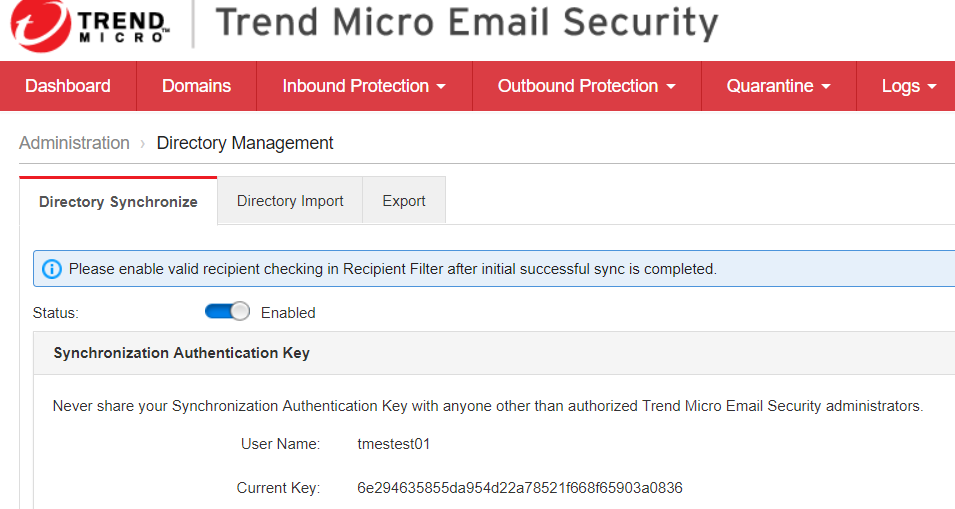 TREND MICRO™ Trend Micro Email Security
Dashboard Domains Inbound Protection Outbound Protection Quarantine Logs
Administration › Directory Management
Directory Synchronize Directory Import Export
Please enable valid recipient checking in Recipient Filter after initial successful sync is completed.
Status: Enabled
Synchronization Authentication Key
Never share your Synchronization Authentication Key with anyone other than authorized Trend Micro Email Security administrators.
User Name: tmestest01
Current Key: 6e294635855da954d22a78521f668f65903a0836